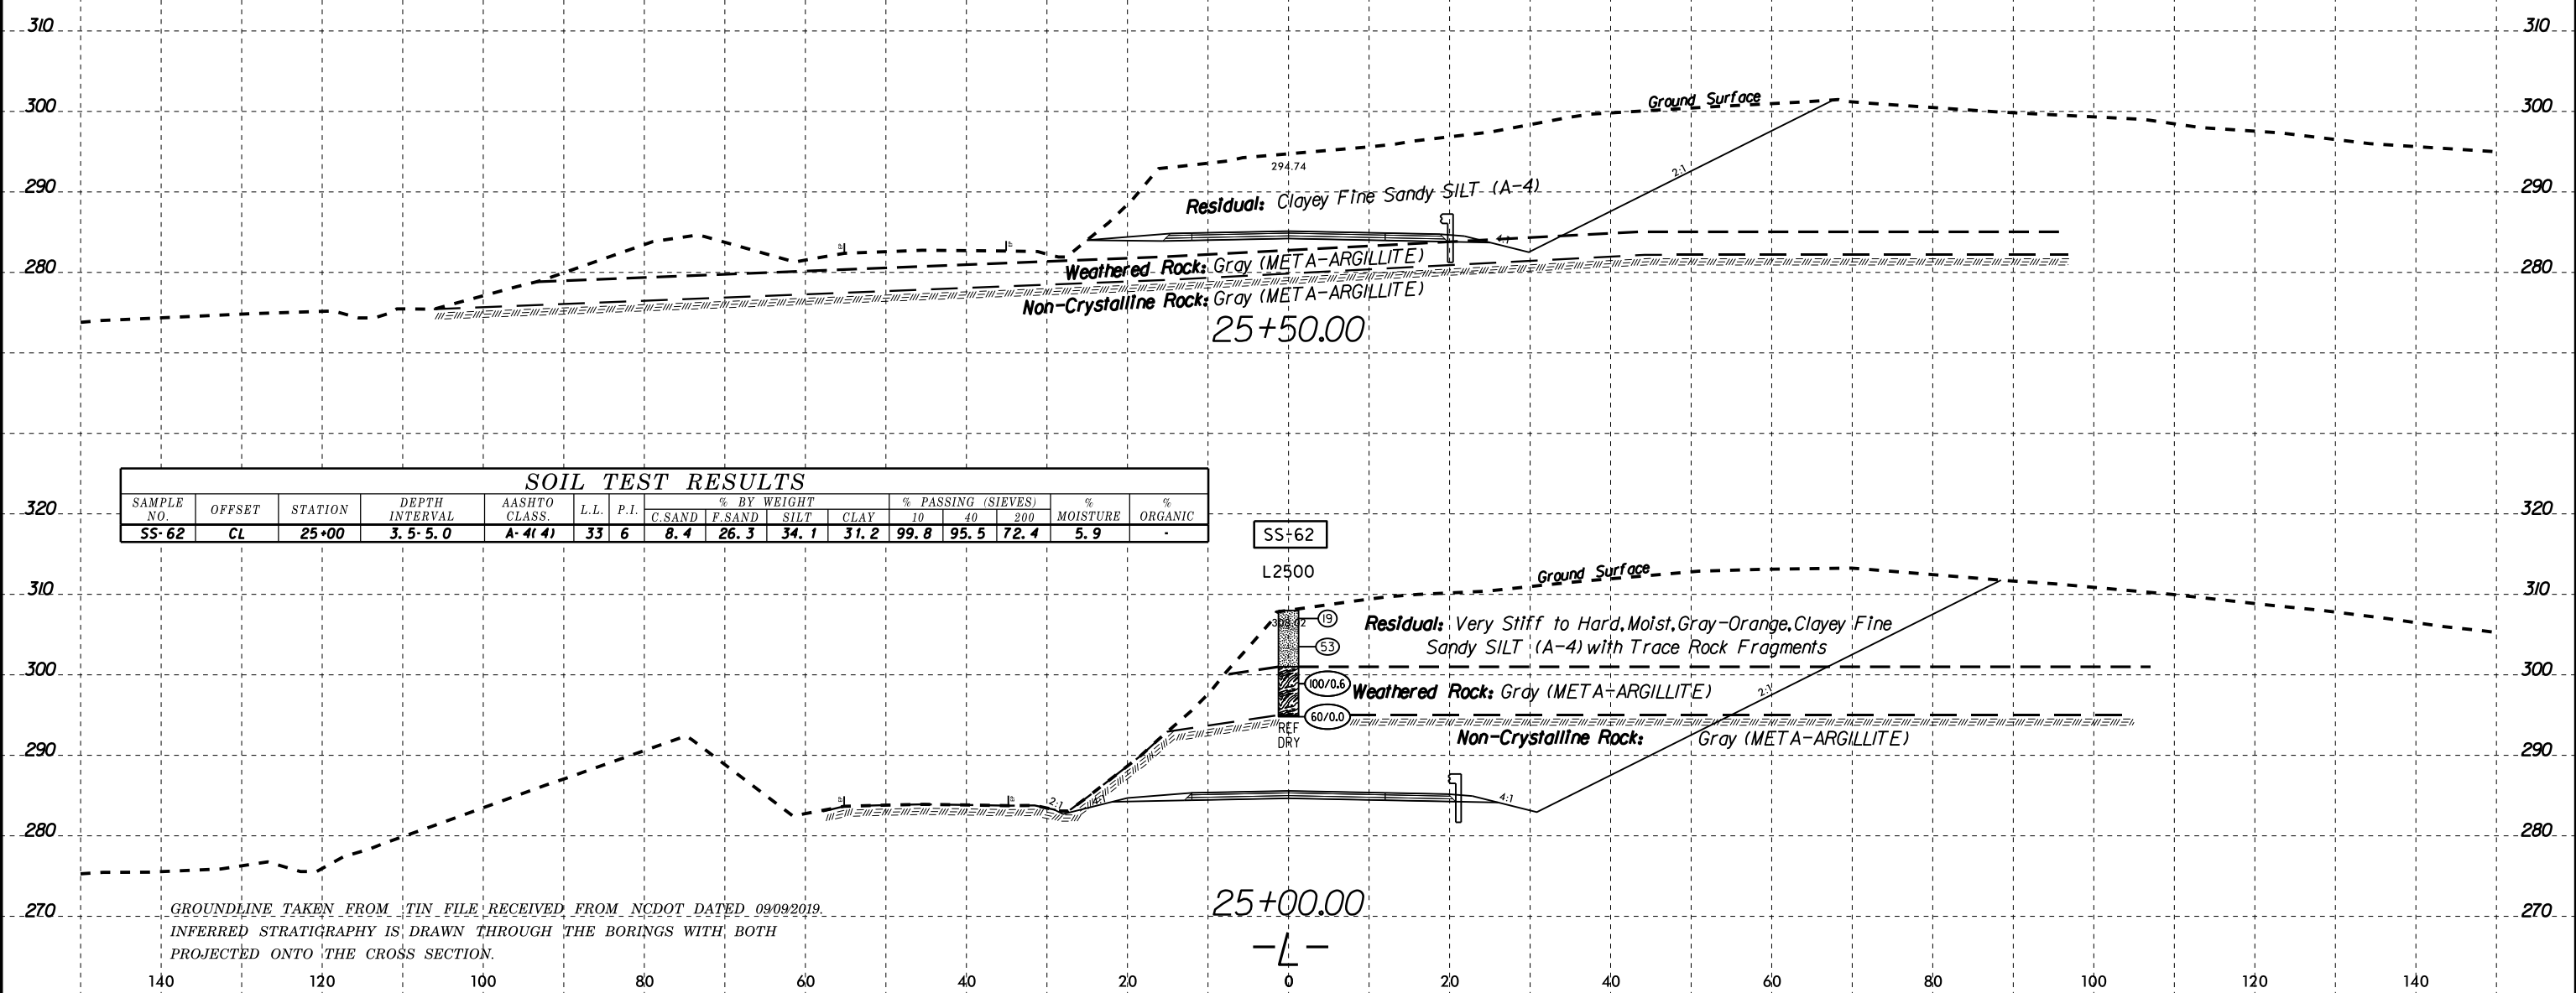 310 310
300 Ground Surface 300
294.74
2:1
290 Residual: Clayey Fine Sandy SILT (A-4) 290
4:1
280 Weathered Rock: Gray (META-ARGILLITE) 280
Non-Crystalline Rock: Gray (META-ARGILLITE)
25+50.00
SOIL TEST RESULTS
SAMPLE NO. OFFSET STATION DEPTH INTERVAL AASHTO CLASS. L.L. P.I. % BY WEIGHT % PASSING (SIEVES) % MOISTURE % ORGANIC
C.SAND F.SAND SILT CLAY 10 40 200
SS-62 CL 25+00 3.5-5.0 A-4(4) 33 6 8.4 26.3 34.1 31.2 99.8 95.5 72.4 5.9 -
320 320
SS-62
L2500
Ground Surface
310 310
19
Residual: Very Stiff to Hard,Moist,Gray-Orange,Clayey Fine
53
Sandy SILT (A-4) with Trace Rock Fragments
300 300
100/0.6 Weathered Rock: Gray (META-ARGILLITE) 2:1
60/0.0
REF
DRY
Non-Crystalline Rock: Gray (META-ARGILLITE)
290 290
2:1 4:1 4:1
280 280
25+00.00
270 270
GROUNDLINE TAKEN FROM TIN FILE RECEIVED FROM NCDOT DATED 09/09/2019.
INFERRED STRATIGRAPHY IS DRAWN THROUGH THE BORINGS WITH BOTH
PROJECTED ONTO THE CROSS SECTION.
-L-
140 120 100 80 60 40 20 0 20 40 60 80 100 120 140